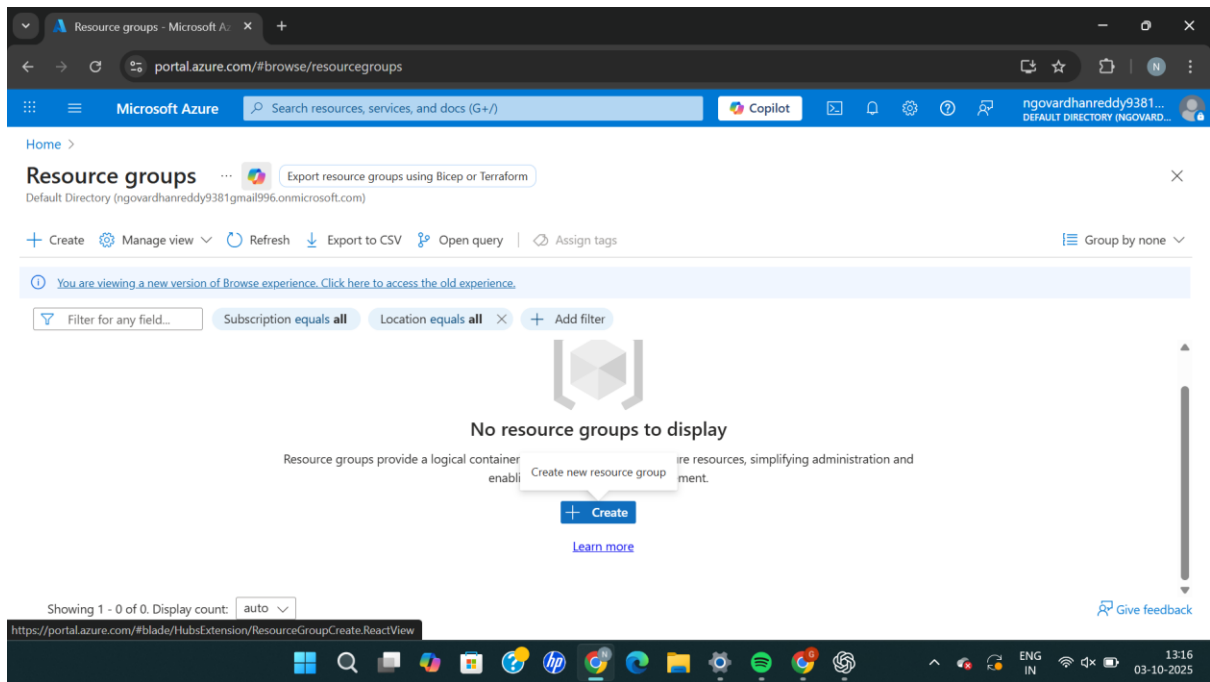 Resource groups - Microsoft Az
portal.azure.com/#browse/resourcegroups
N
Microsoft Azure
Search resources, services, and docs (G+/)
Copilot
ngovardhanreddy9381...
DEFAULT DIRECTORY (NGOVARD...
Home >
Resource groups ... Export resource groups using Bicep or Terraform
Default Directory (ngovardhanreddy9381gmail996.onmicrosoft.com)
Create Manage view Refresh Export to CSV Open query Assign tags Group by none
You are viewing a new version of Browse experience. Click here to access the old experience.
Filter for any field... Subscription equals all Location equals all Add filter
No resource groups to display
Resource groups provide a logical container re resources, simplifying administration and
enabli ment.
Create new resource group
Create
Learn more
Showing 1 - 0 of 0. Display count: auto
Give feedback
https://portal.azure.com/#blade/HubsExtension/ResourceGroupCreate.ReactView
hp
N
G
ENG
IN
13:16
03-10-2025